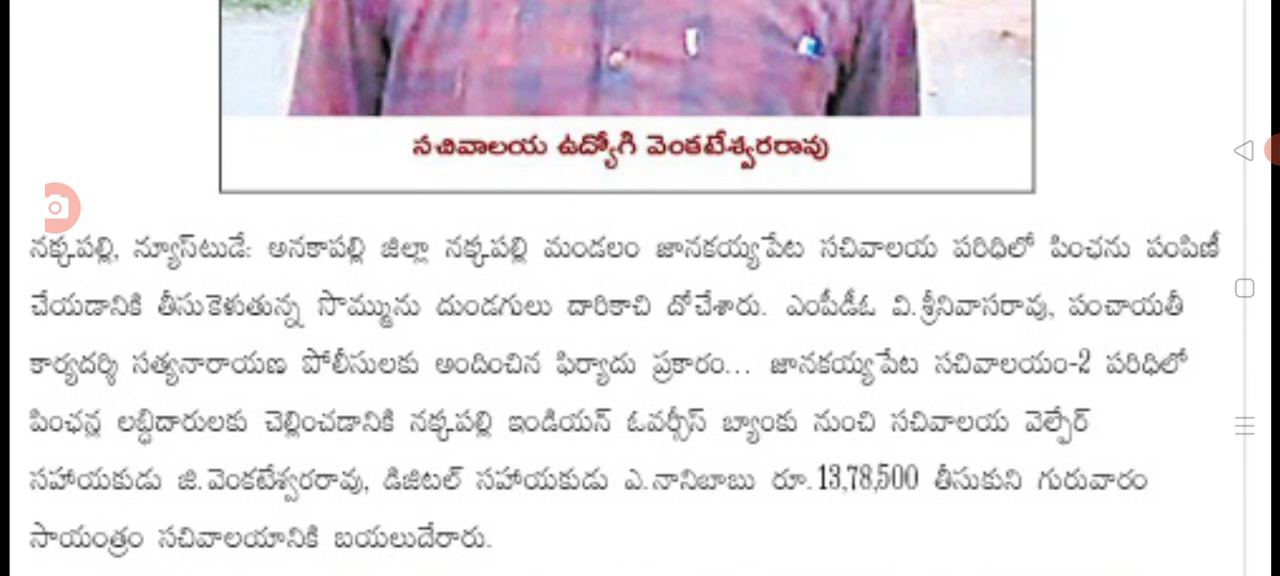 సచివాలయ ఉద్యోగి వెంకటేశ్వరరావు
నక్కపల్లి, న్యూస్‌టుడే: అనకాపల్లి జిల్లా నక్కపల్లి మండలం జానకయ్యపేట సచివాలయ పరిధిలో పింఛను పంపిణీ
చేయడానికి తీసుకెళుతున్న సొమ్మును దుండగులు దారికాచి దోచేశారు. ఎంపీడీఓ వి.శ్రీనివాసరావు, పంచాయతీ
కార్యదర్శి సత్యనారాయణ పోలీసులకు అందించిన ఫిర్యాదు ప్రకారం... జానకయ్యపేట సచివాలయం-2 పరిధిలో
పింఛన్ల లబ్ధిదారులకు చెల్లించడానికి నక్కపల్లి ఇండియన్ ఓవర్సీస్ బ్యాంకు నుంచి సచివాలయ వెల్ఫేర్
సహాయకుడు జి.వెంకటేశ్వరరావు, డిజిటల్ సహాయకుడు ఎ.నానిబాబు రూ.13,78,500 తీసుకుని గురువారం
సాయంత్రం సచివాలయానికి బయలుదేరారు.